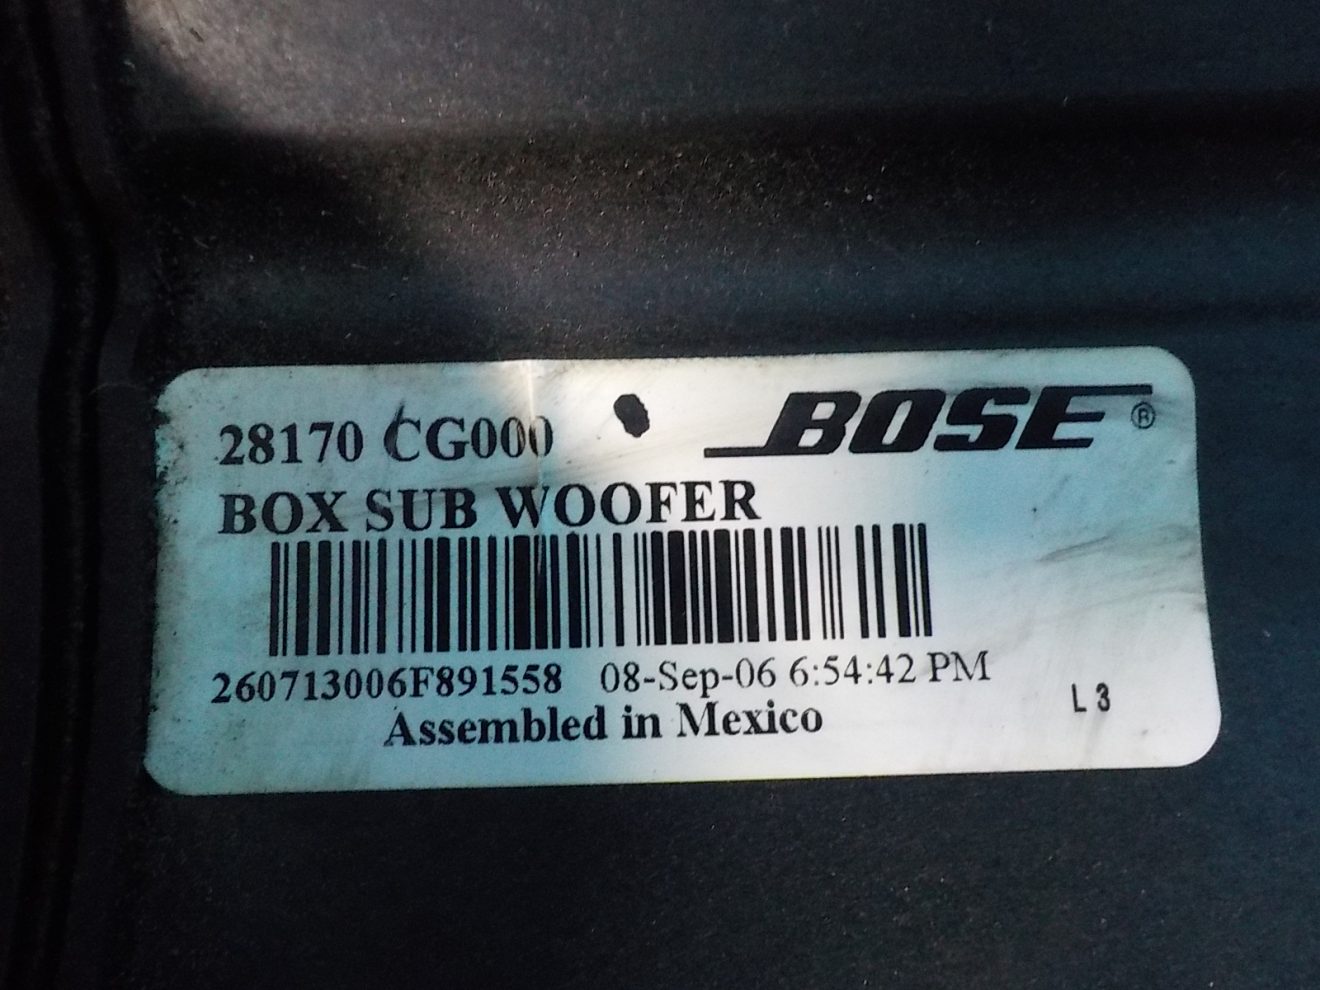 28170 CG000 BOSE®
BOX SUB WOOFER
260713006F891558 08-Sep-06 6:54:42 PM
Assembled in Mexico
L3